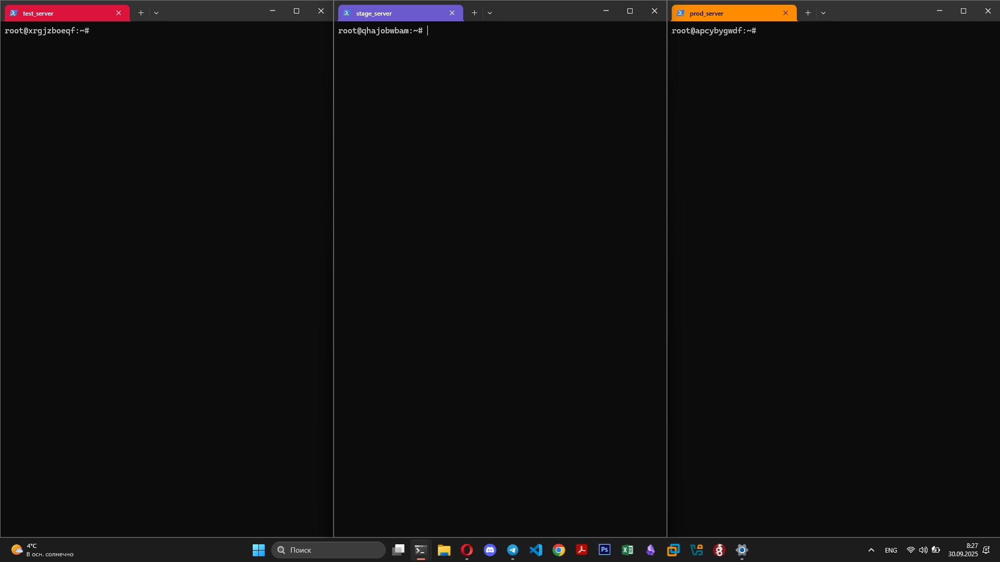 test_server
root@xrgjzboeqf:~#
stage_server
root@qhajobwbam:~#
prod_server
root@apcybygwdf:~#
4°C
В осн. солнечно
Поиск
Ps
ENG
8:27
30.09.2025